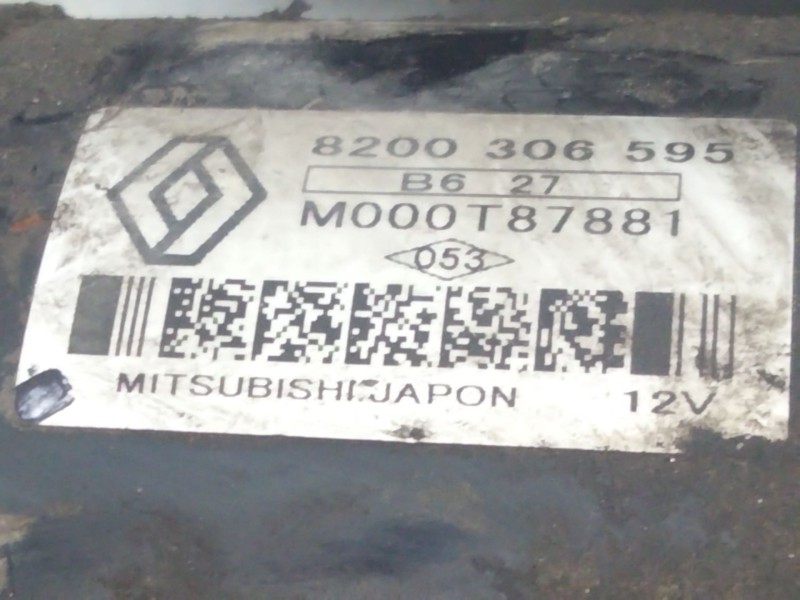 8200 306 595
B6 27
M000T87881
053
MITSUBISHI JAPON 12V